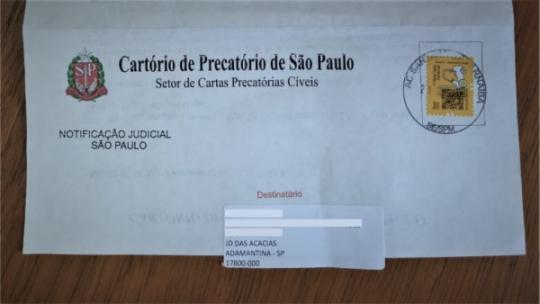 SP
Cartório de Precatório de São Paulo
Setor de Cartas Precatórias Cíveis
NOTIFICAÇÃO JUDICIAL
SÃO PAULO
Destinatário
JD DAS ACACIAS
ADAMANTINA - SP
17800-000